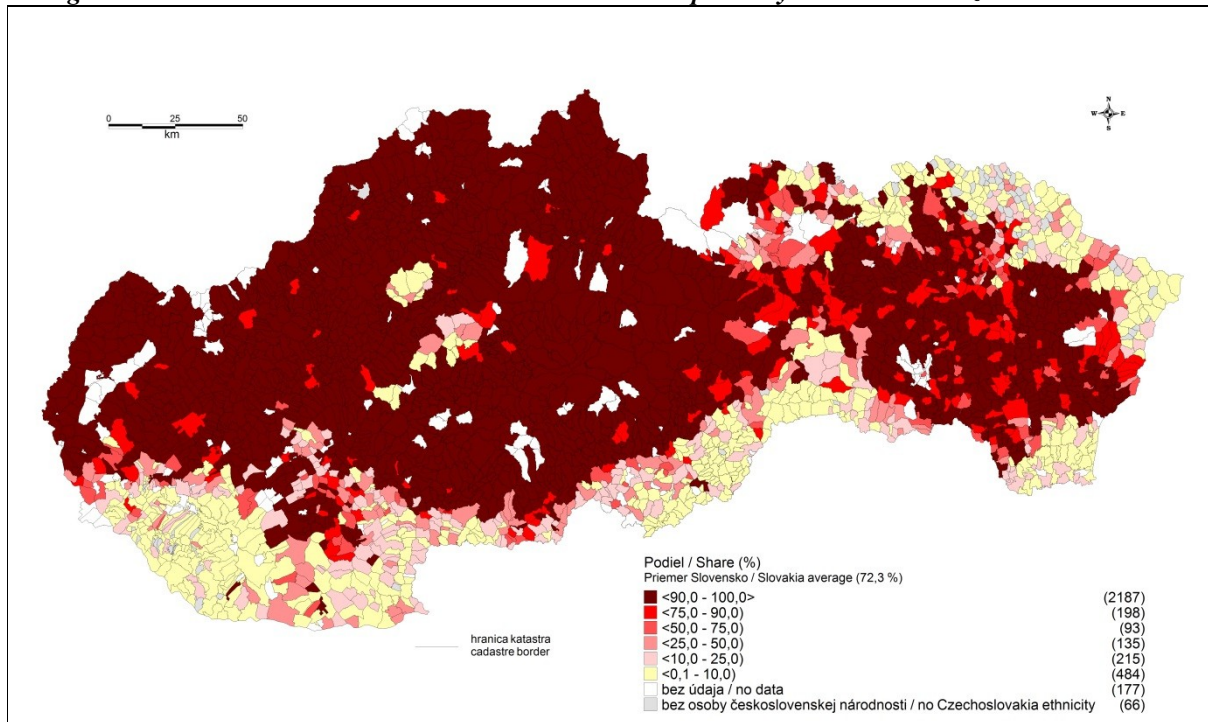 0 25 50
km
N
W E
S
hranica katastra
cadastre border
Podiel / Share (%)
Priemer Slovensko / Slovakia average (72,3 %)
<90,0 - 100,0> (2187)
<75,0 - 90,0) (198)
<50,0 - 75,0) (93)
<25,0 - 50,0) (135)
<10,0 - 25,0) (215)
<0,1 - 10,0) (484)
bez údaja / no data (177)
bez osoby československej národnosti / no Czechoslovakia ethnicity (66)